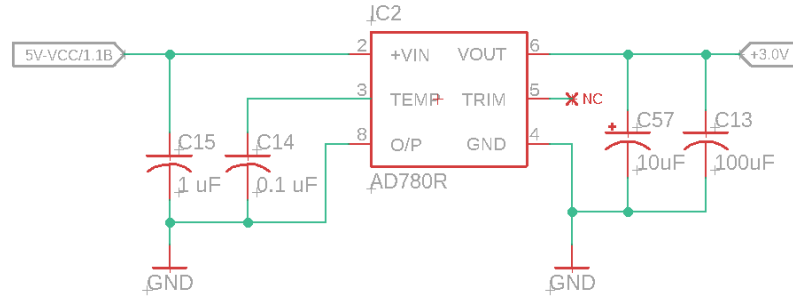 IC2
5V-VCC/1.1B
2 +VIN VOUT 6
+3.0V
3 TEMP TRIM 5 NC
8 O/P GND 4
C15
1 uF
C14
0.1 uF
C57
10uF
C13
100uF
AD780R
GND
GND